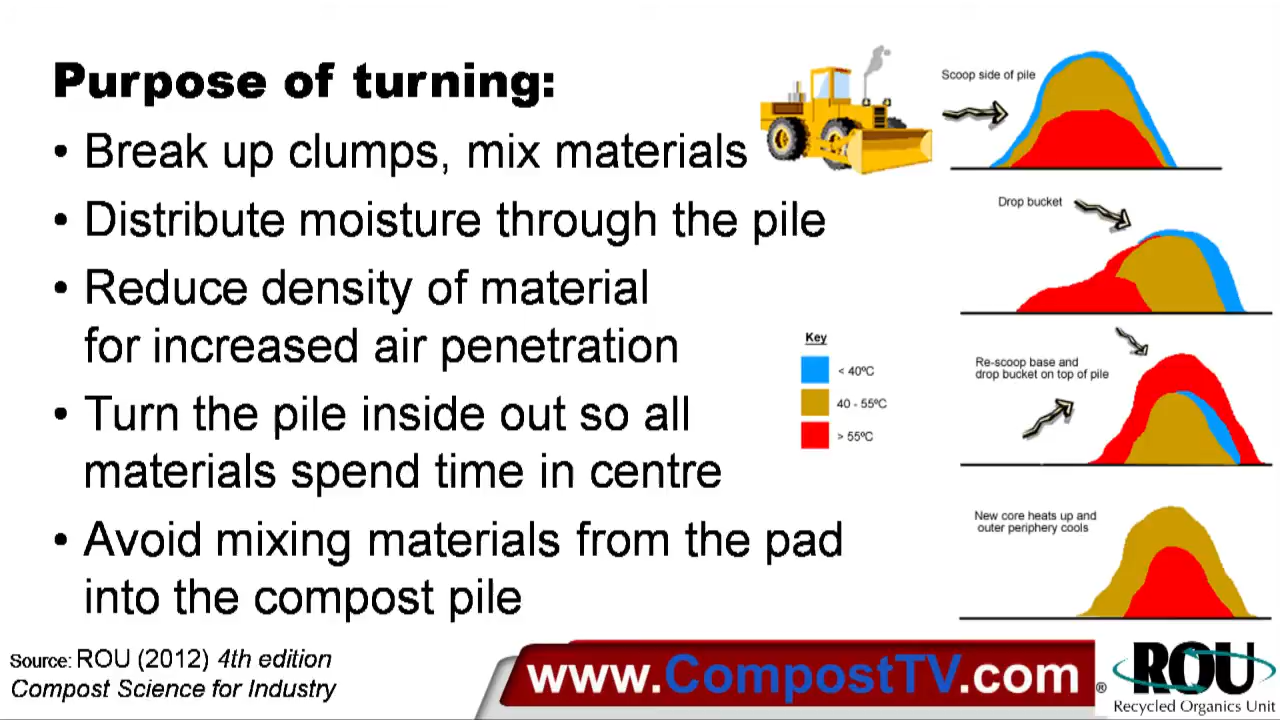 Purpose of turning:
• Break up clumps, mix materials
• Distribute moisture through the pile
• Reduce density of material
for increased air penetration
• Turn the pile inside out so all
materials spend time in centre
• Avoid mixing materials from the pad
into the compost pile
Source: ROU (2012) 4th edition
Compost Science for Industry
Scoop side of pile
Drop bucket
Key
< 40ºC
40 - 55ºC
> 55ºC
Re-scoop base and
drop bucket on top of pile
New core heats up and
outer periphery cools
www.CompostTV.com
® ROU
Recycled Organics Unit